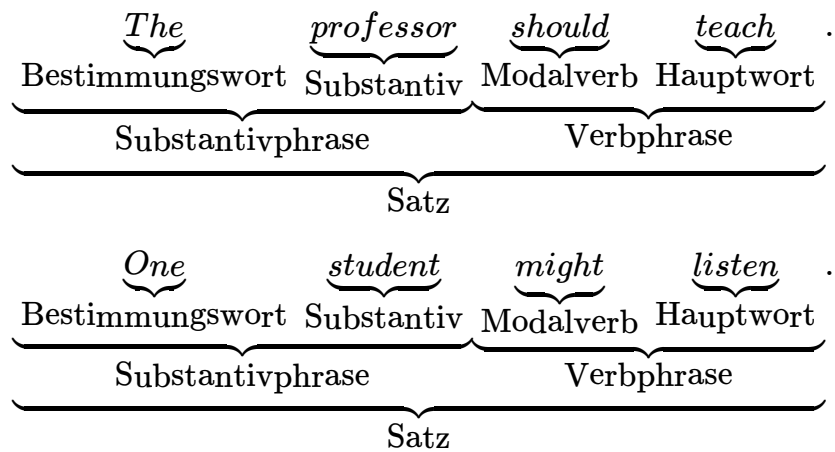 The professor should teach .
Bestimmungswort Substantiv Modalverb Hauptwort
Substantivphrase Verbphrase
Satz
One student might listen .
Bestimmungswort Substantiv Modalverb Hauptwort
Substantivphrase Verbphrase
Satz